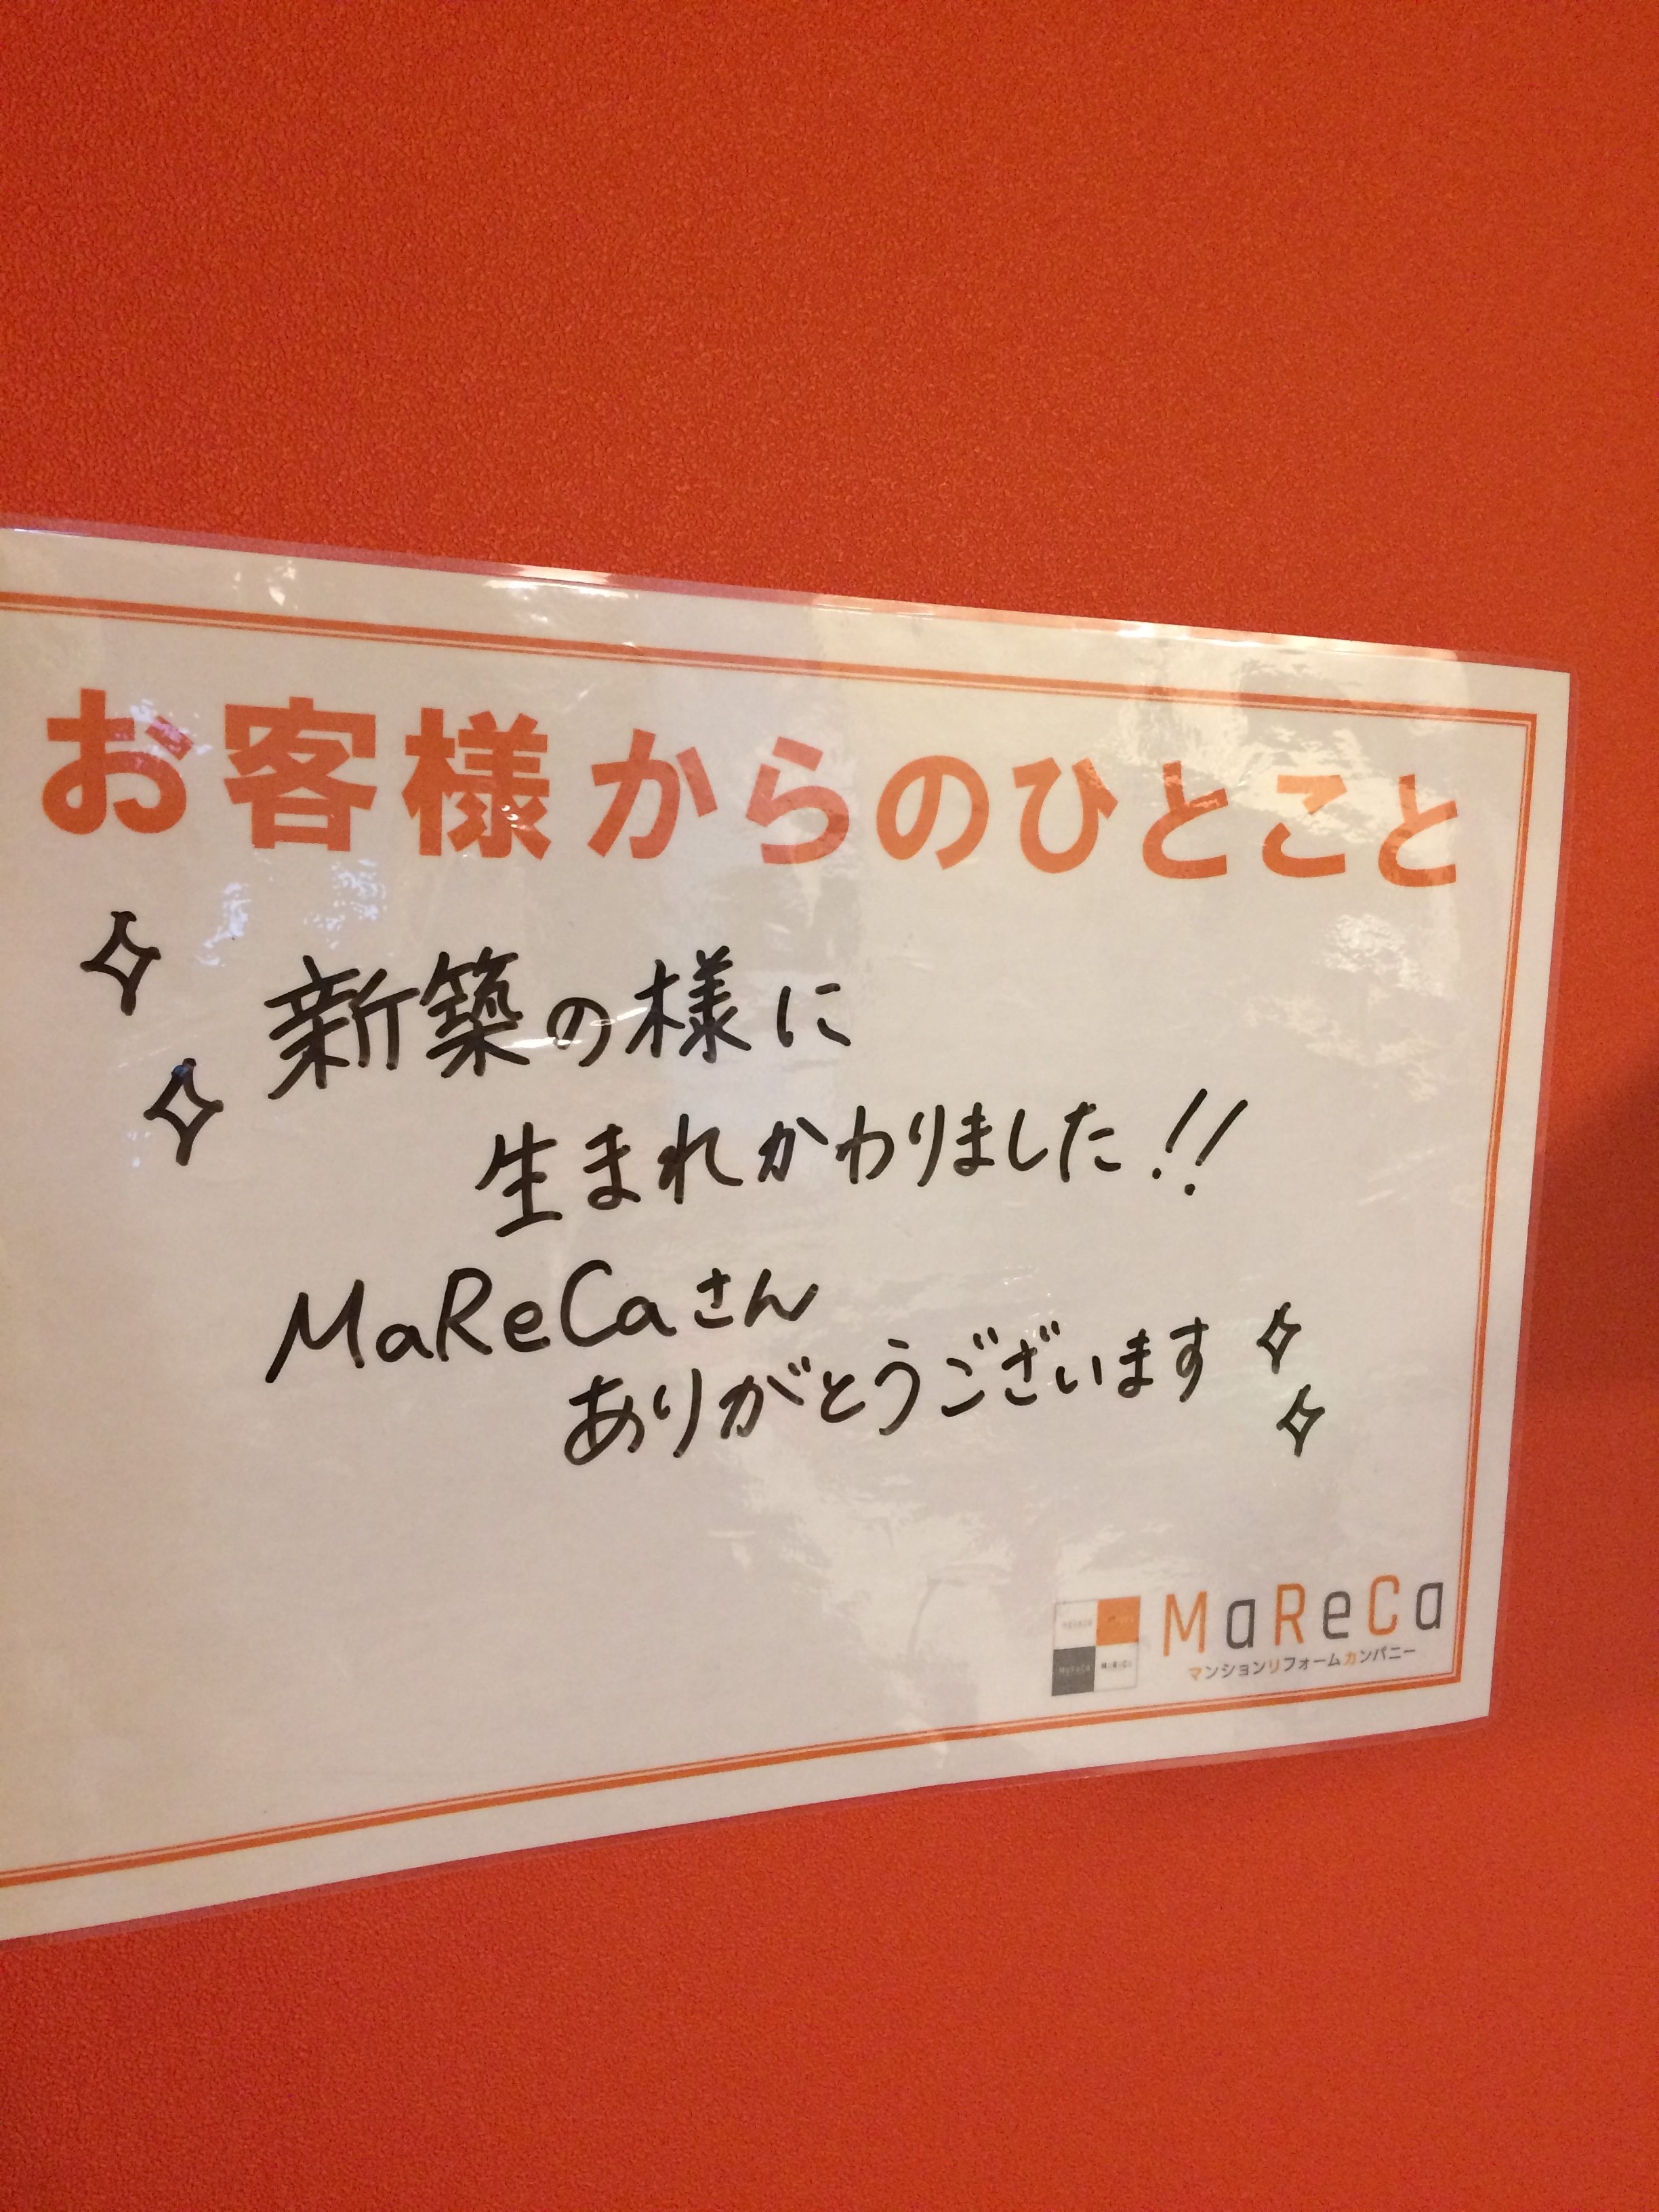 お客様からのひとこと
新築の様に
生まれかわりました!!
MaReCaさん
ありがとうございます
MaReCa
マンションリフォームカンパニー